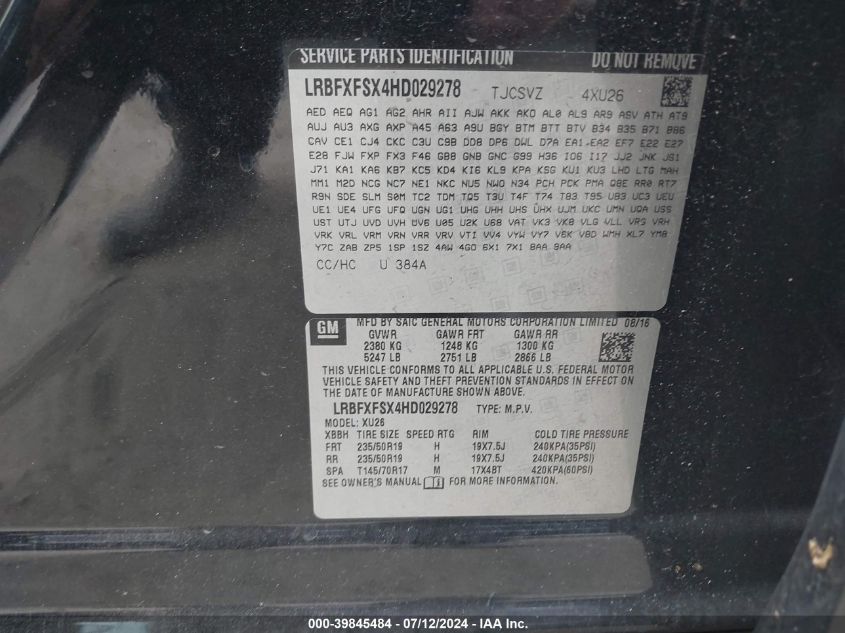 SERVICE PARTS IDENTIFICATION DO NOT REMOVE
LRBFXFSX4HD029278 TJCSVZ 4XU26
AED AEQ AG1 AG2 AHR AII AJW AKK AKO AL0 AL9 AR9 ASV ATH AT9
AUJ AU3 AXG AXP A45 A63 A9U BGY BTM BTT BTV B34 B35 B71 B86
CAV CE1 CJ4 CKC C3U C9B DD8 DP6 DWL D7A EA1 EA2 EF7 E22 E27
E28 FJW FXP FX3 F46 GB8 GNB GNC G99 H36 IO6 I17 JJ2 JNK JS1
J71 KA1 KA6 KB7 KC5 KD4 KI6 KL9 KPA KSG KU1 KU3 LHD LTG MAH
MM1 M2D NCG NC7 NE1 NKC NU5 NWO N34 PCH PCK PMA Q8E RR0 RT7
R9N SDE SLM S0M TC2 TDM TQ5 T3U T4F T74 T83 T95 U93 UC3 UEU
UE1 UE4 UFG UFQ UGN UG1 UHG UHH UHS UHX UJM UKC UMN UQA USS
UST UTJ UVD UVH UV6 U05 U2K U68 VAT VK3 VK8 VLG VLL VRG VRH
VRK VRL VRM VRN VRR VRV VTI VV4 VYW VY7 V8K V8D WMH XL7 YM8
Y7C ZAB ZP5 1SP 1SZ 4AW 4GO 6X1 7X1 8AA 9AA
CC/HC U 384A
GM
MFD BY SAIC GENERAL MOTORS CORPORATION LIMITED 08/16
GVWR GAWR FRT GAWR RR
2380 KG 1248 KG 1300 KG
5247 LB 2751 LB 2866 LB
THIS VEHICLE CONFORMS TO ALL APPLICABLE U.S. FEDERAL MOTOR
VEHICLE SAFETY AND THEFT PREVENTION STANDARDS IN EFFECT ON
THE DATE OF MANUFACTURE SHOWN ABOVE.
LRBFXFSX4HD029278 TYPE: M.P.V.
MODEL: XU26
XBBH TIRE SIZE SPEED RTG RIM COLD TIRE PRESSURE
FRT 235/50R19 H 19X7.5J 240KPA(35PSI)
RR 235/50R19 H 19X7.5J 240KPA(35PSI)
SPA T145/70R17 M 17X4BT 420KPA(60PSI)
SEE OWNER'S MANUAL FOR MORE INFORMATION.
000-39845484 - 07/12/2024 - IAA Inc.